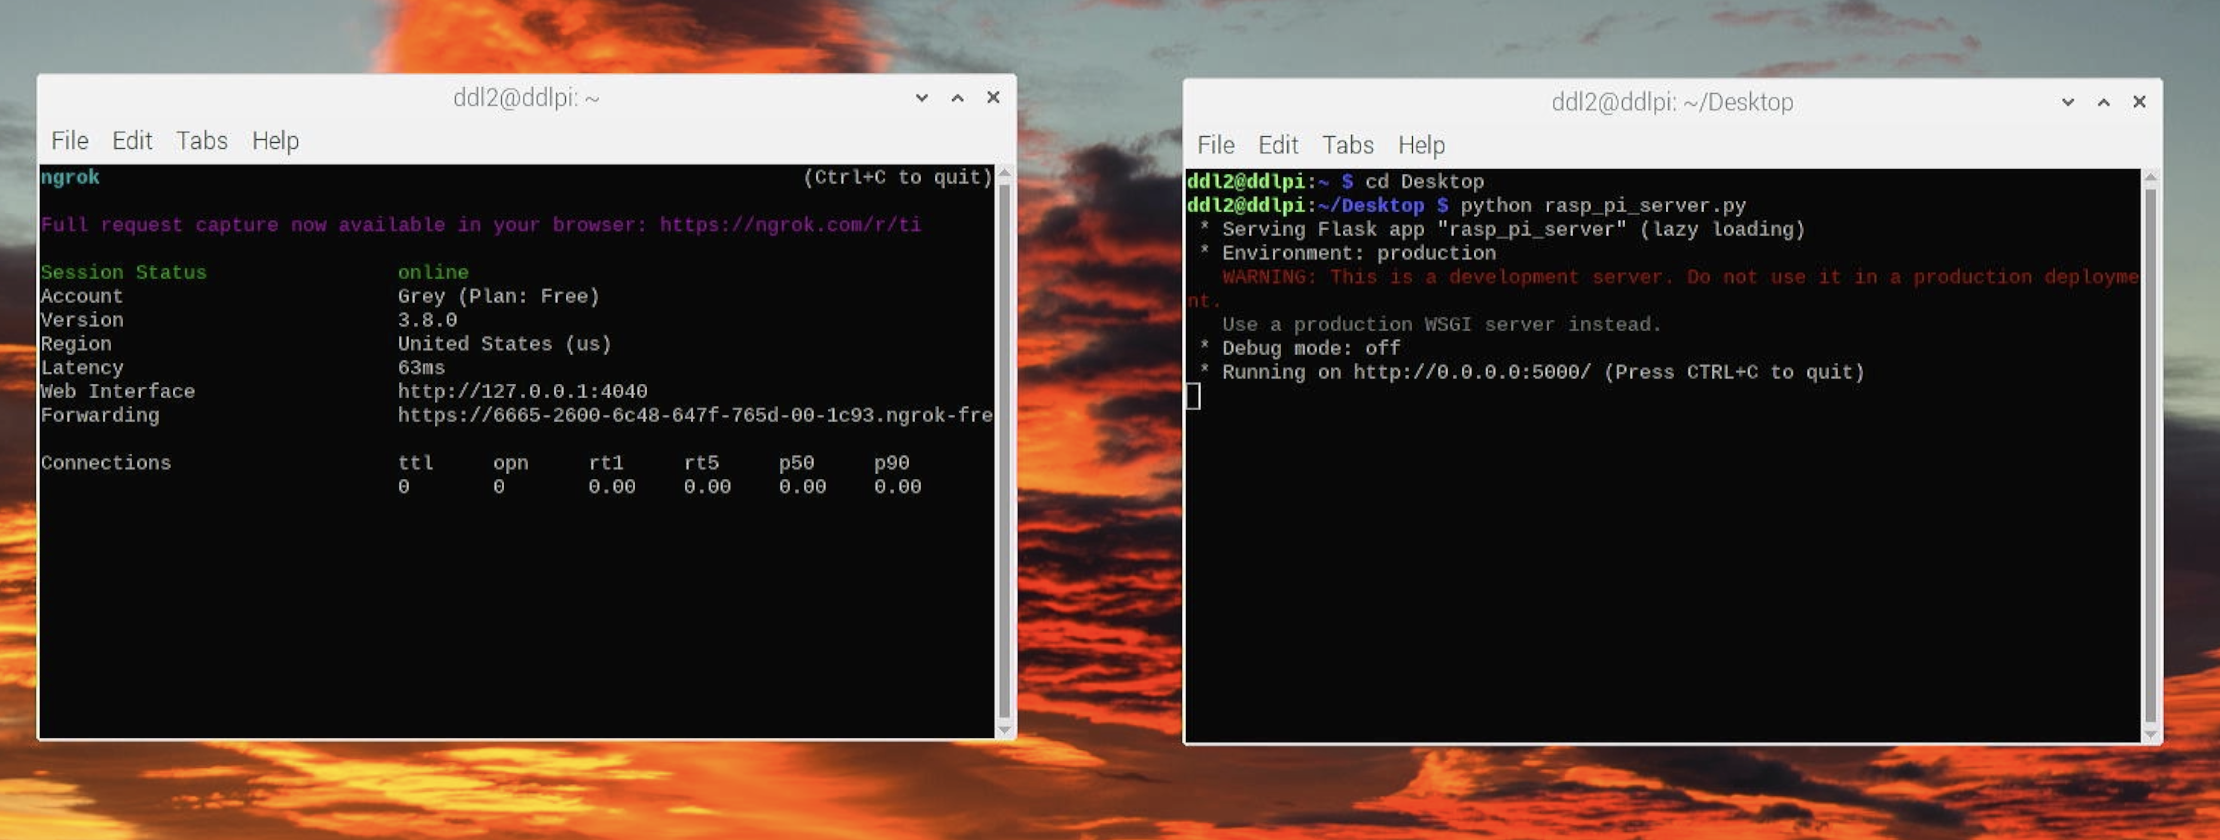 ddl2@ddlpi: ~
File Edit Tabs Help
ngrok (Ctrl+C to quit)
Full request capture now available in your browser: https://ngrok.com/r/ti
Session Status online
Account Grey (Plan: Free)
Version 3.8.0
Region United States (us)
Latency 63ms
Web Interface http://127.0.0.1:4040
Forwarding https://6665-2600-6c48-647f-765d-00-1c93.ngrok-fre
Connections ttl opn rt1 rt5 p50 p90
0 0 0.00 0.00 0.00 0.00
ddl2@ddlpi: ~/Desktop
File Edit Tabs Help
ddl2@ddlpi:~ $ cd Desktop
ddl2@ddlpi:~/Desktop $ python rasp_pi_server.py
* Serving Flask app "rasp_pi_server" (lazy loading)
* Environment: production
WARNING: This is a development server. Do not use it in a production deployme
nt.
Use a production WSGI server instead.
* Debug mode: off
* Running on http://0.0.0.0:5000/ (Press CTRL+C to quit)